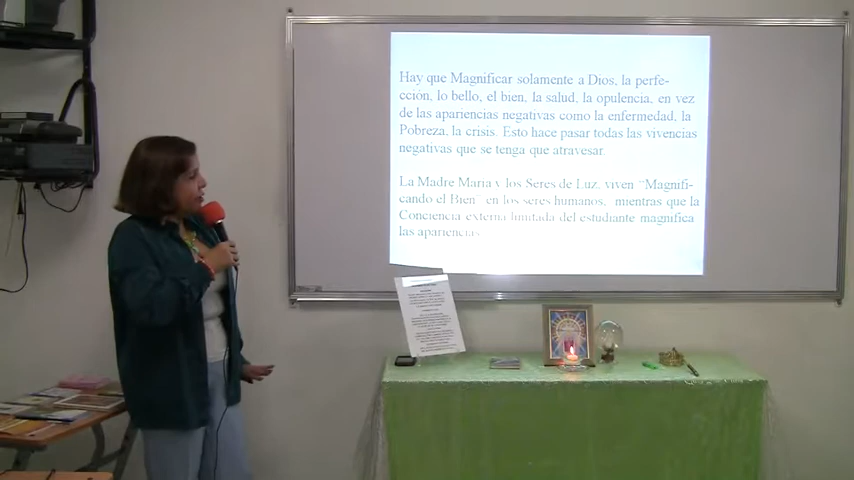 Hay que Magnificar solamente a Dios, la perfe-
cción, lo bello, el bien, la salud, la opulencia, en vez
de las apariencias negativas como la enfermedad, la
Pobreza, la crisis. Esto hace pasar todas las vivencias
negativas que se tenga que atravesar.
La Madre Maria y los Seres de Luz, viven "Magnifi-
cando el Bien" en los seres humanos, mientras que la
Conciencia externa limitada del estudiante magnifica
las apariencias